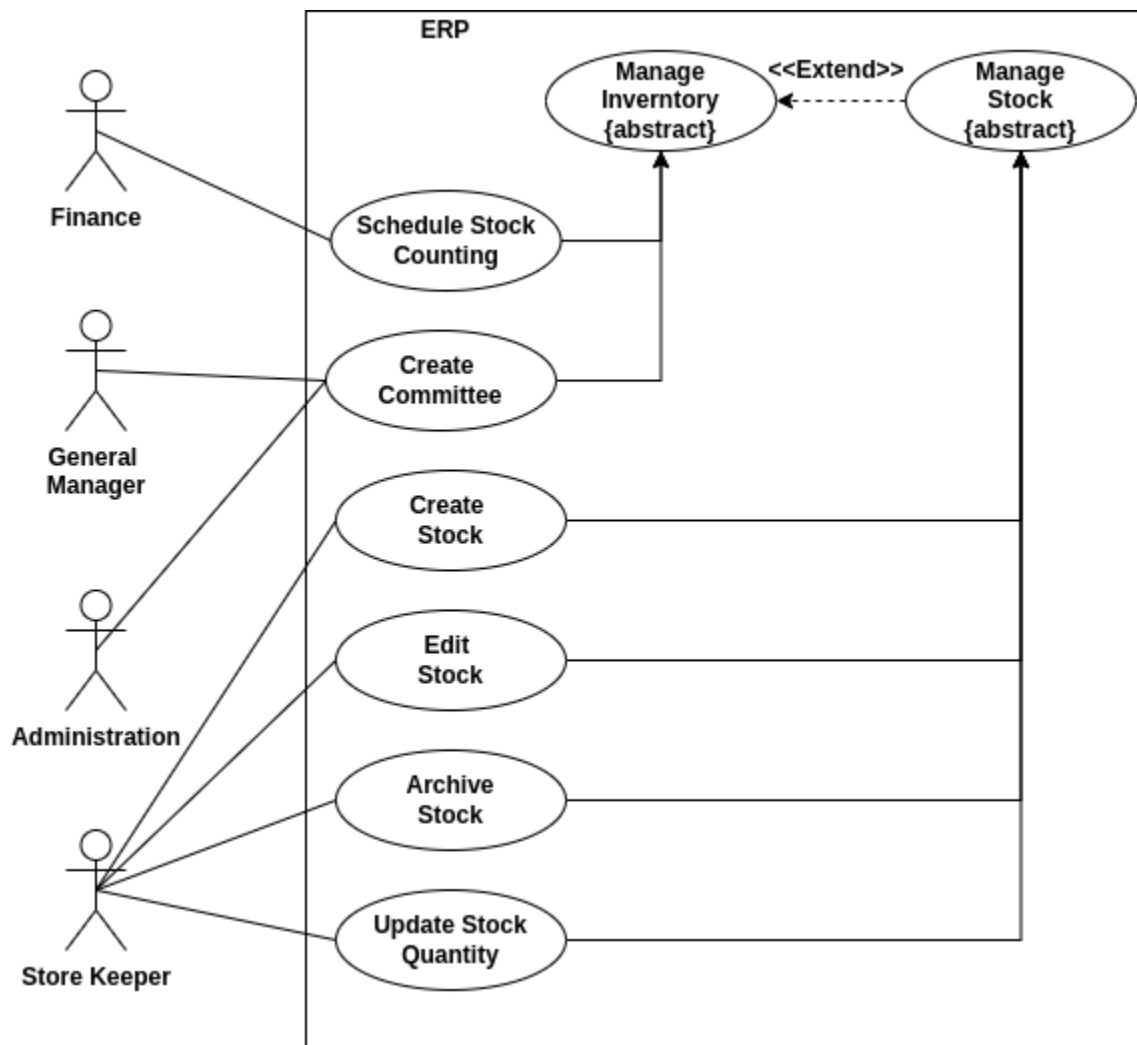 ERP
Manage
Inverntory
{abstract}
<<Extend>>
Manage
Stock
{abstract}
Finance
Schedule Stock
Counting
General
Manager
Create
Committee
Create
Stock
Edit
Stock
Administration
Archive
Stock
Store Keeper
Update Stock
Quantity